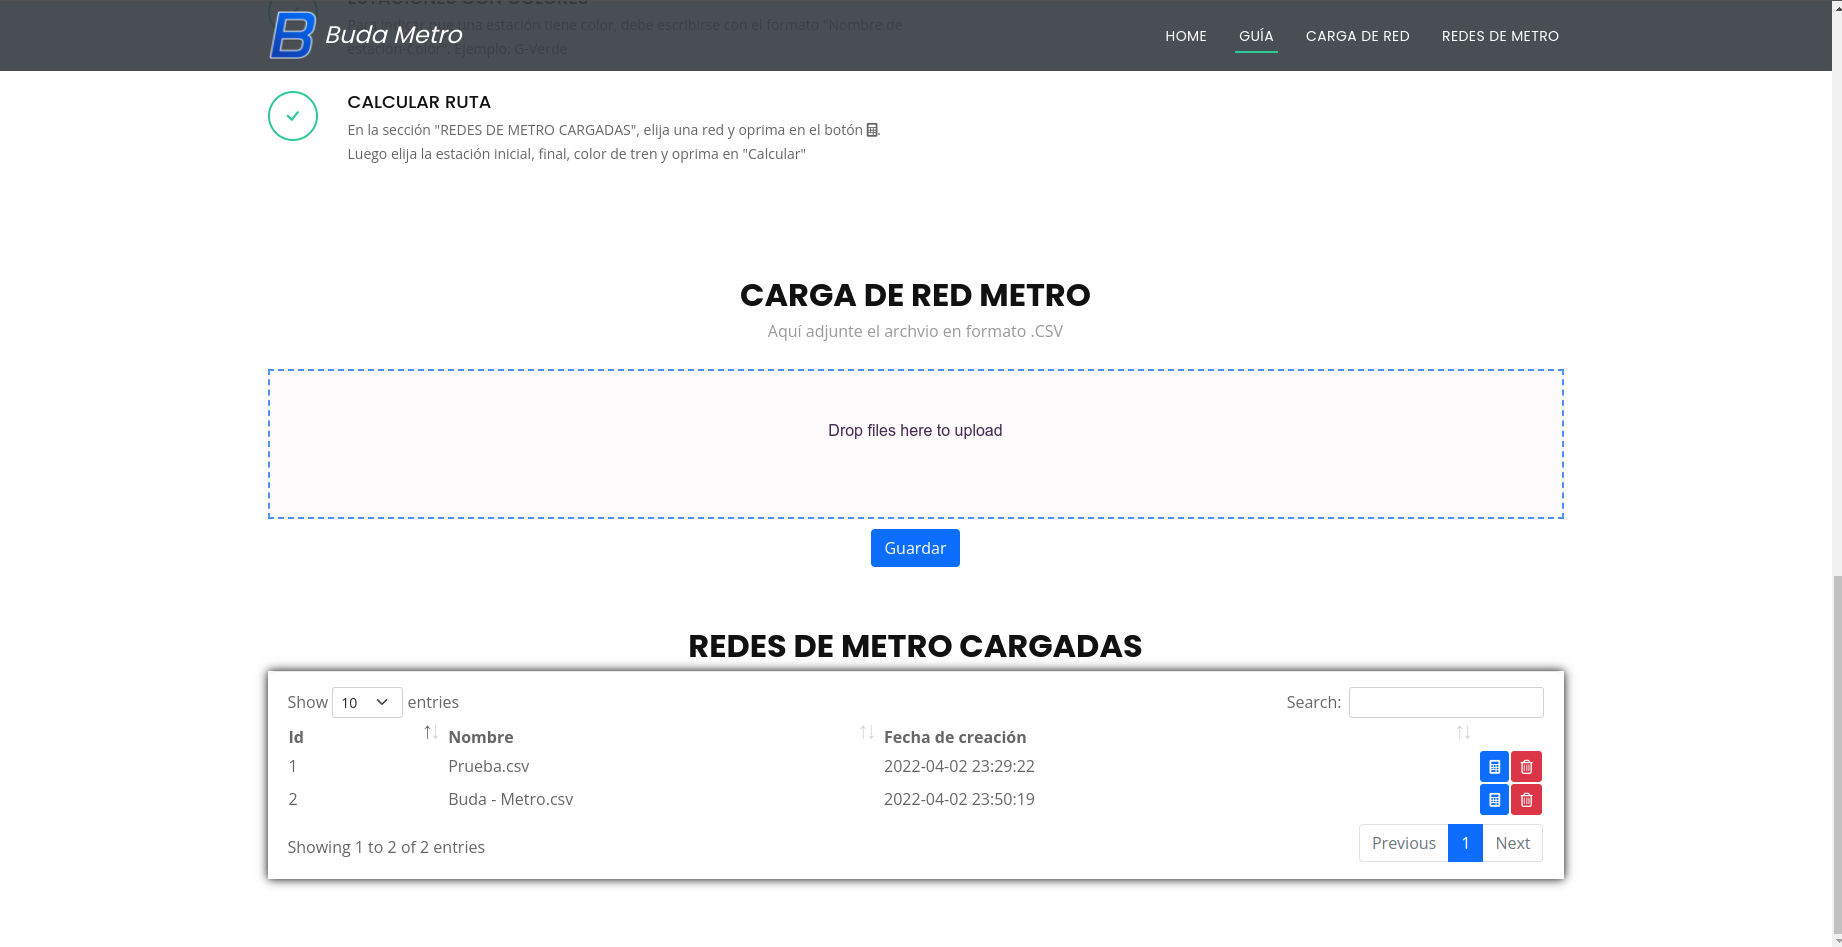 ESTACIONES CON COLORES
Para indicar que una estación tiene color, debe escribirse con el formato "Nombre de
estación-Color". Ejemplo: G-Verde
B Buda Metro
HOME GUÍA CARGA DE RED REDES DE METRO
CALCULAR RUTA
En la sección "REDES DE METRO CARGADAS", elija una red y oprima en el botón .
Luego elija la estación inicial, final, color de tren y oprima en "Calcular"
CARGA DE RED METRO
Aquí adjunte el archvio en formato .CSV
Drop files here to upload
Guardar
REDES DE METRO CARGADAS
Show 10 entries Search:
Id Nombre Fecha de creación
1 Prueba.csv 2022-04-02 23:29:22
2 Buda - Metro.csv 2022-04-02 23:50:19
Showing 1 to 2 of 2 entries Previous 1 Next